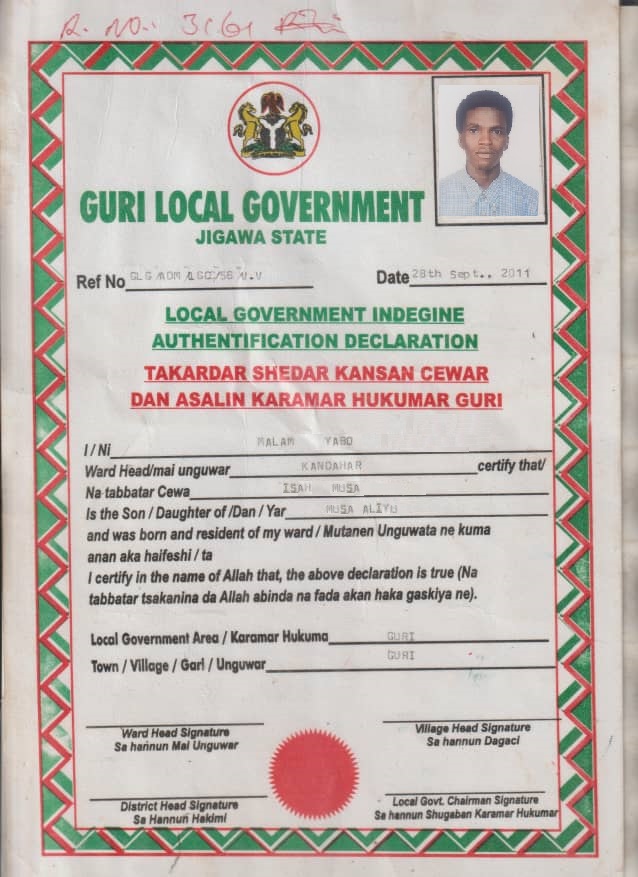 R. No.: 3161
GURI LOCAL GOVERNMENT
JIGAWA STATE
Ref No GLG/ADM/LGC/56/V.V Date 28th Sept.. 2011
LOCAL GOVERNMENT INDEGINE
AUTHENTIFICATION DECLARATION
TAKARDAR SHEDAR KANSAN CEWAR
DAN ASALIN KARAMAR HUKUMAR GURI
I / Ni MALAM YABO
Ward Head/mai unguwar KANDAHAR certify that/
Na tabbatar Cewa ISAH MUSA
Is the Son / Daughter of /Dan / Yar MUSA ALIYU
and was born and resident of my ward / Mutanen Unguwata ne kuma
anan aka haifeshi / ta
I certify in the name of Allah that, the above declaration is true (Na
tabbatar tsakanina da Allah abinda na fada akan haka gaskiya ne).
Local Government Area / Karamar Hukuma GURI
Town / Village / Gari / Unguwar GURI
Ward Head Signature
Sa hannun Mai Unguwar
Village Head Signature
Sa hannun Dagaci
District Head Signature
Sa Hannun Hakimi
Local Govt. Chairman Signature
Sa hannun Shugaban Karamar Hukumar